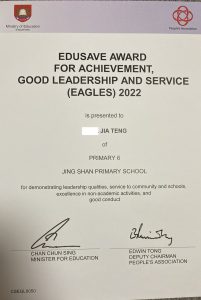 Ministry of Education
SINGAPORE
People's Association
EDUSAVE AWARD
FOR ACHIEVEMENT,
GOOD LEADERSHIP AND SERVICE
(EAGLES) 2022
is presented to
JIA TENG
of
PRIMARY 6
JING SHAN PRIMARY SCHOOL
for demonstrating leadership qualities, service to community and schools,
excellence in non-academic activities, and
good conduct
CHAN CHUN SING
MINISTER FOR EDUCATION
EDWIN TONG
DEPUTY CHAIRMAN
PEOPLE'S ASSOCIATION